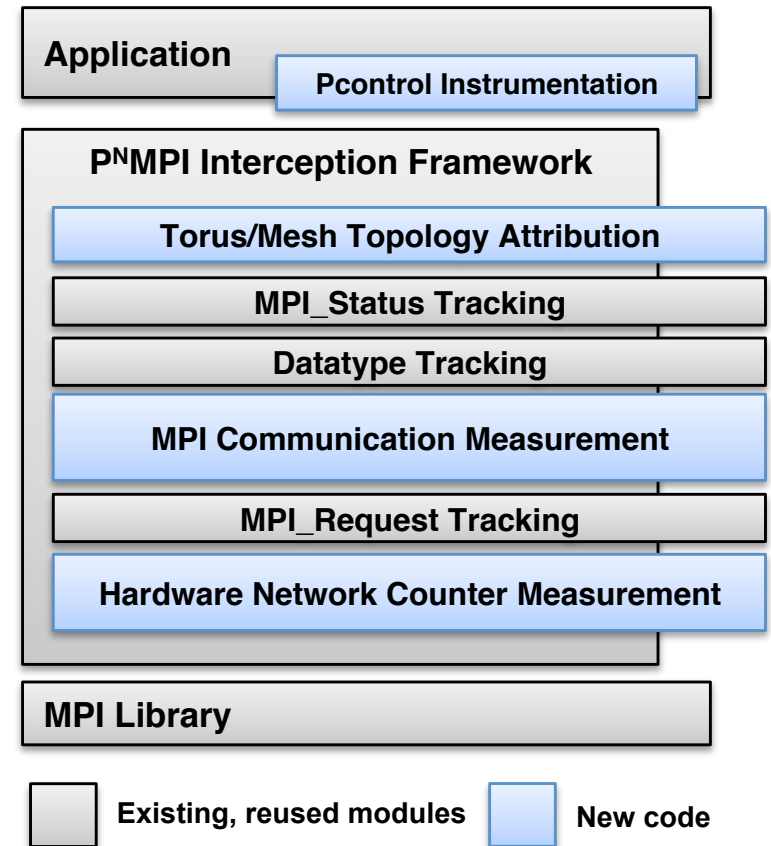 Application
Pcontrol Instrumentation
PᴺMPI Interception Framework
Torus/Mesh Topology Attribution
MPI_Status Tracking
Datatype Tracking
MPI Communication Measurement
MPI_Request Tracking
Hardware Network Counter Measurement
MPI Library
Existing, reused modules
New code